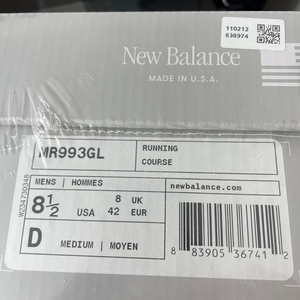 110212
638974
New Balance
MADE IN U.S.A.
MR993GL
RUNNING
COURSE
MENS | HOMMES
8 1/2 USA
8 UK
42 EUR
newbalance.com
D MEDIUM | MOYEN
8 83905 36741 2